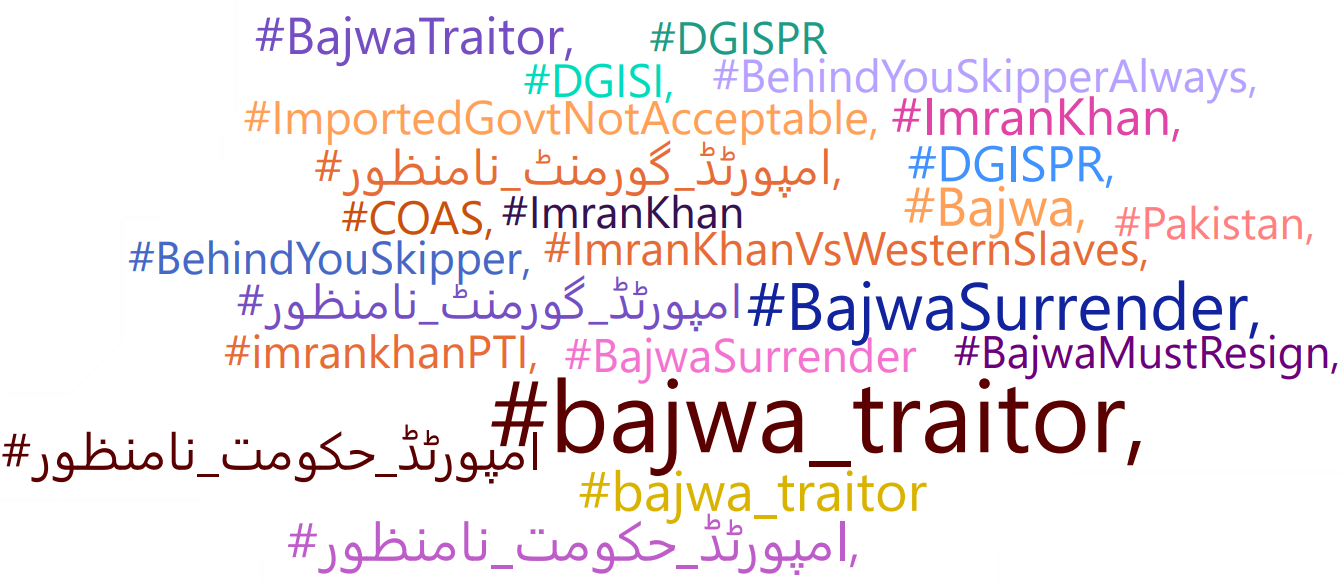 #BajwaTraitor, #DGISPR
#DGISI, #BehindYouSkipperAlways,
#ImportedGovtNotAcceptable, #ImranKhan,
#امپورٹڈ_گورمنٹ_نامنظور, #DGISPR,
#COAS, #ImranKhan #Bajwa, #Pakistan,
#BehindYouSkipper, #ImranKhanVsWesternSlaves,
#امپورٹڈ_گورمنٹ_نامنظور #BajwaSurrender,
#imrankhanPTI, #BajwaSurrender #BajwaMustResign,
#bajwa_traitor,
#امپورٹڈ_حکومت_نامنظور
#bajwa_traitor
#امپورٹڈ_حکومت_نامنظور,